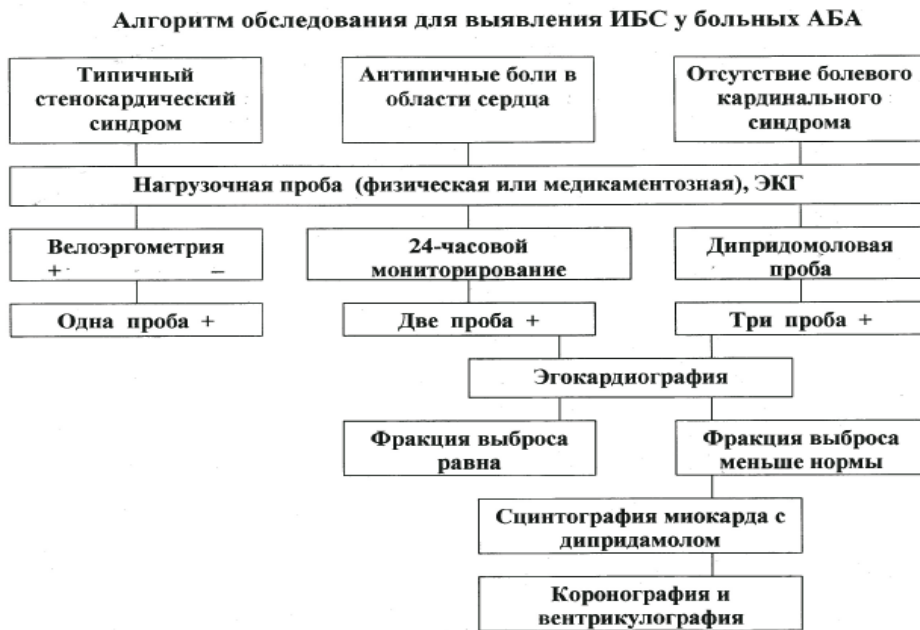 Алгоритм обследования для выявления ИБС у больных АБА
Типичный
стенокардический
синдром
Антипичные боли в
области сердца
Отсутствие болевого
кардинального
синдрома
Нагрузочная проба (физическая или медикаментозная), ЭКГ
Велоэргометрия
+ –
24-часовой
мониторирование
Дипридомоловая
проба
Одна проба +
Две проба +
Три проба +
Эгокардиография
Фракция выброса
равна
Фракция выброса
меньше нормы
Сцинтография миокарда с
дипридамолом
Коронография и
вентрикулография